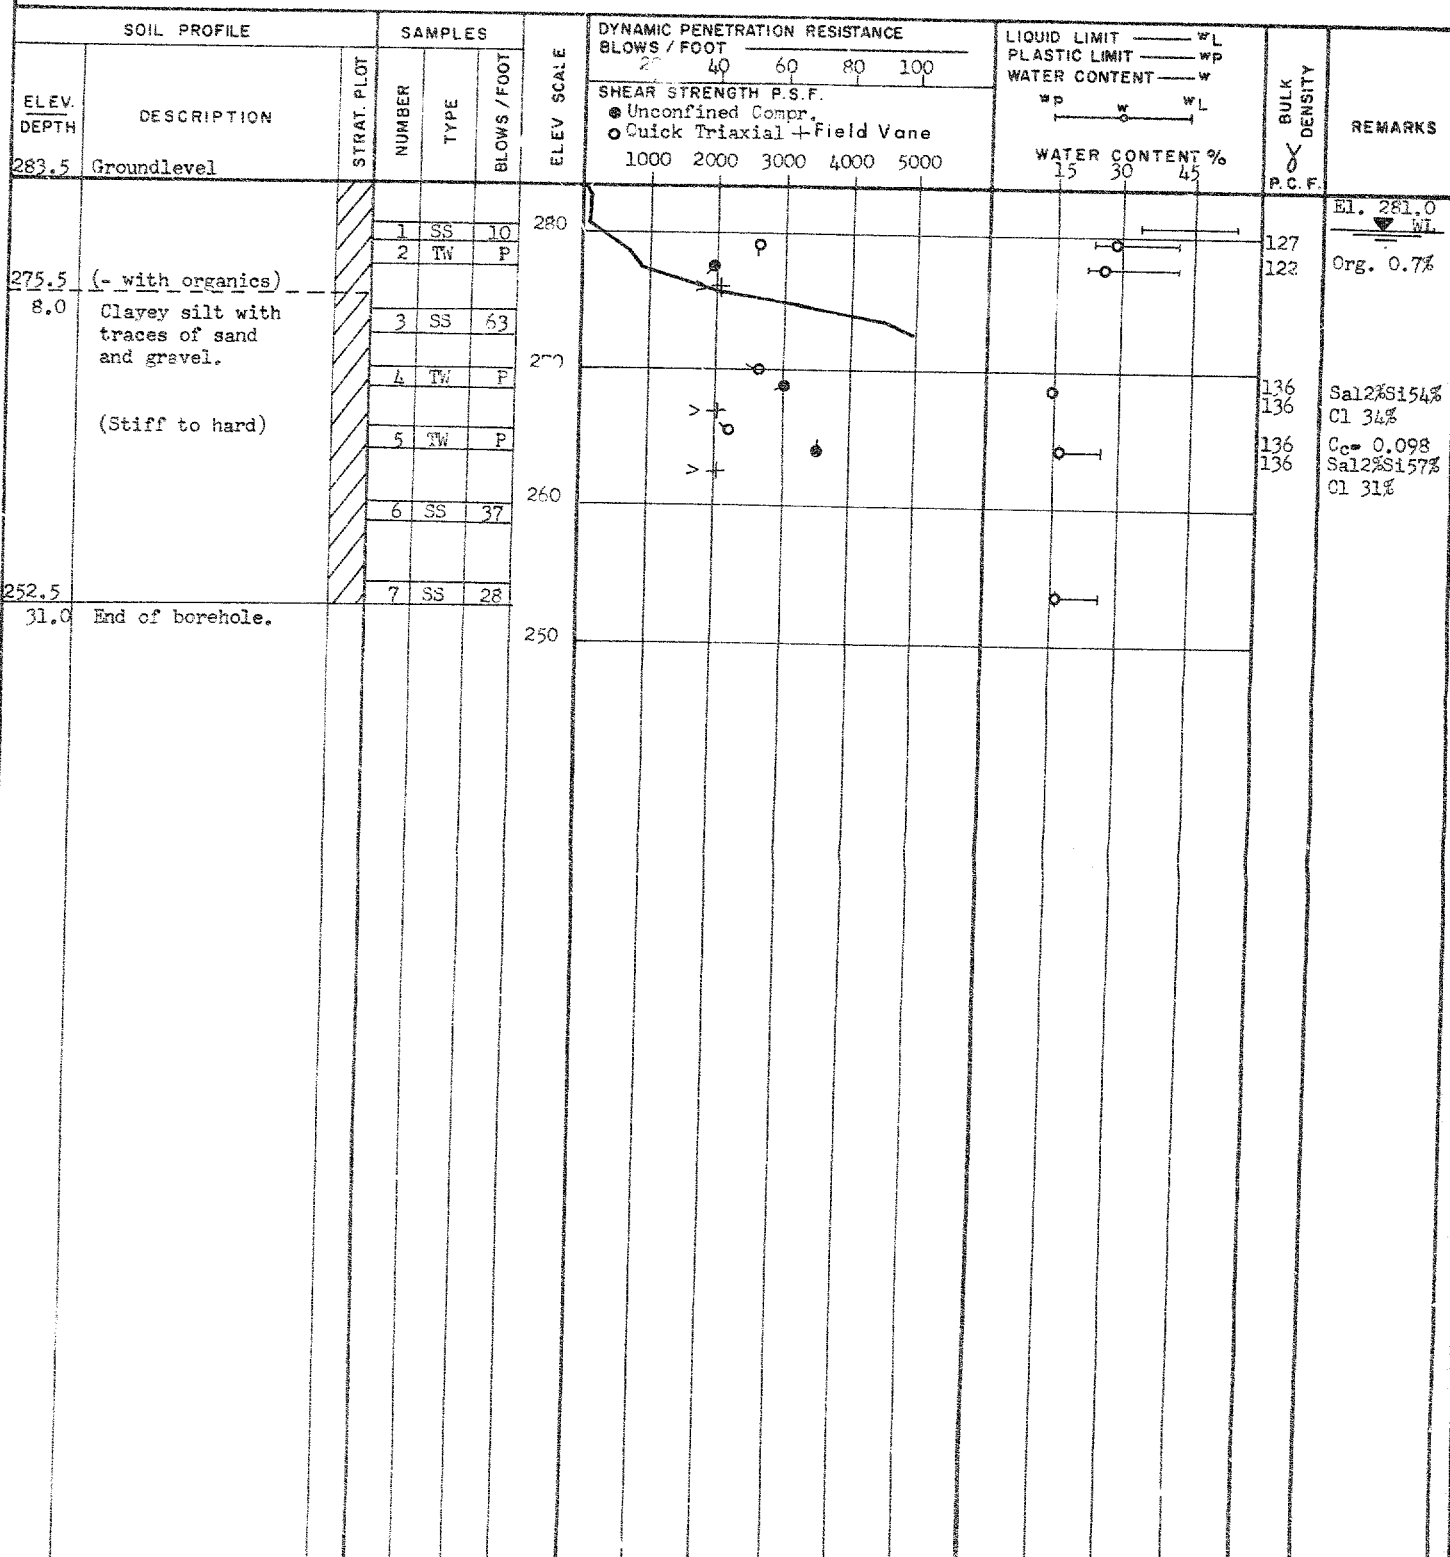 SOIL PROFILE
SAMPLES
ELEV. DEPTH
DESCRIPTION
STRAT. PLOT
NUMBER
TYPE
BLOWS / FOOT
ELEV SCALE
DYNAMIC PENETRATION RESISTANCE
BLOWS / FOOT
40 60 80 100
SHEAR STRENGTH P.S.F.
Unconfined Compr.
Quick Triaxial + Field Vane
1000 2000 3000 4000 5000
LIQUID LIMIT wL
PLASTIC LIMIT wP
WATER CONTENT w
wP w wL
WATER CONTENT %
15 30 45
BULK DENSITY
γ
P.C.F.
REMARKS
283.5 Groundlevel
El. 281.0
WL
280
1 SS 10
2 TW P
127
122 Org. 0.7%
275.5 (- with organics)
8.0 Clayey silt with
traces of sand
and gravel.
3 SS 63
4 TW P
136 Sa12%Si54%
136 Cl 34%
(Stiff to hard)
> +
5 TW P
136 Cc= 0.098
136 Sa12%Si57%
Cl 31%
> +
260
6 SS 37
252.5
7 SS 28
31.0 End of borehole.
250